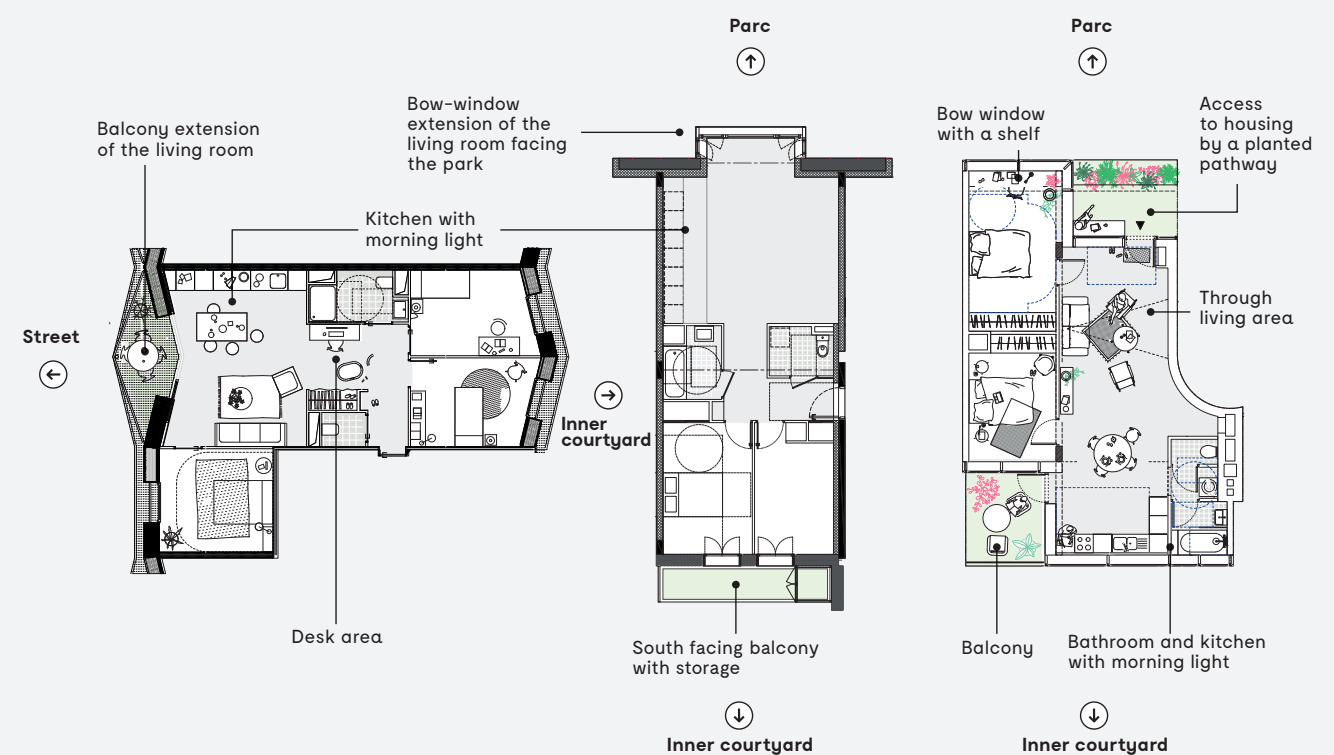 Parc
Parc
Bow-window
extension of the
living room facing
the park
Balcony extension
of the living room
Bow window
with a shelf
Access
to housing
by a planted
pathway
Kitchen with
morning light
Street
Through
living area
Inner
courtyard
Desk area
South facing balcony
with storage
Balcony
Bathroom and kitchen
with morning light
Inner courtyard
Inner courtyard